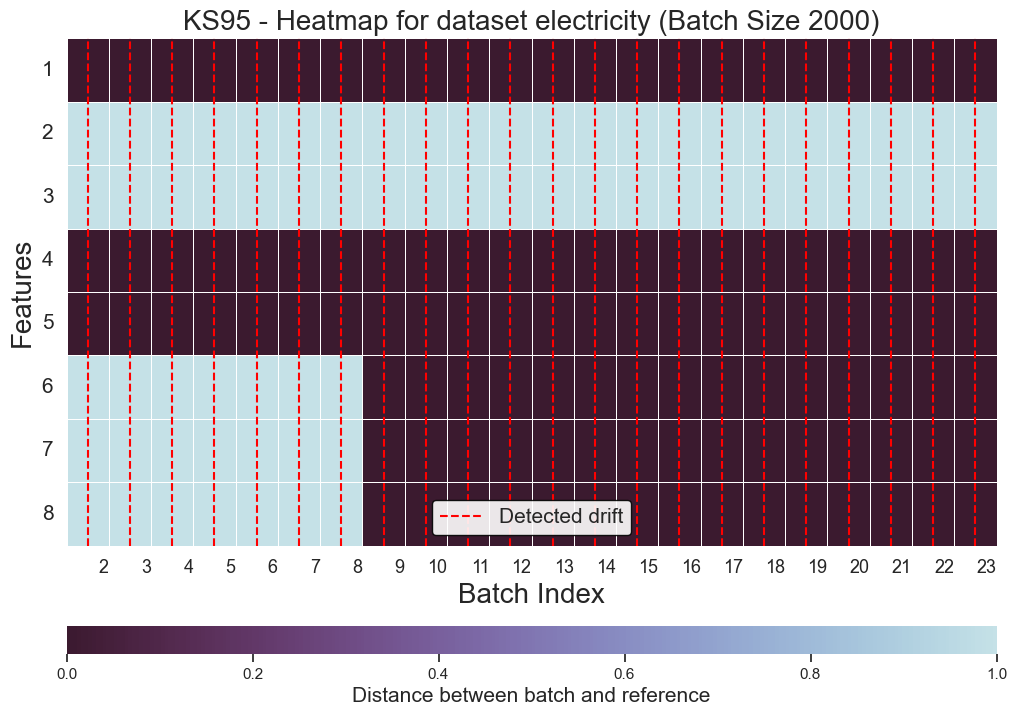 KS95 - Heatmap for dataset electricity (Batch Size 2000)
1
2
3
4
5
6
7
8
Features
Detected drift
2 3 4 5 6 7 8 9 10 11 12 13 14 15 16 17 18 19 20 21 22 23
Batch Index
0.0 0.2 0.4 0.6 0.8 1.0
Distance between batch and reference